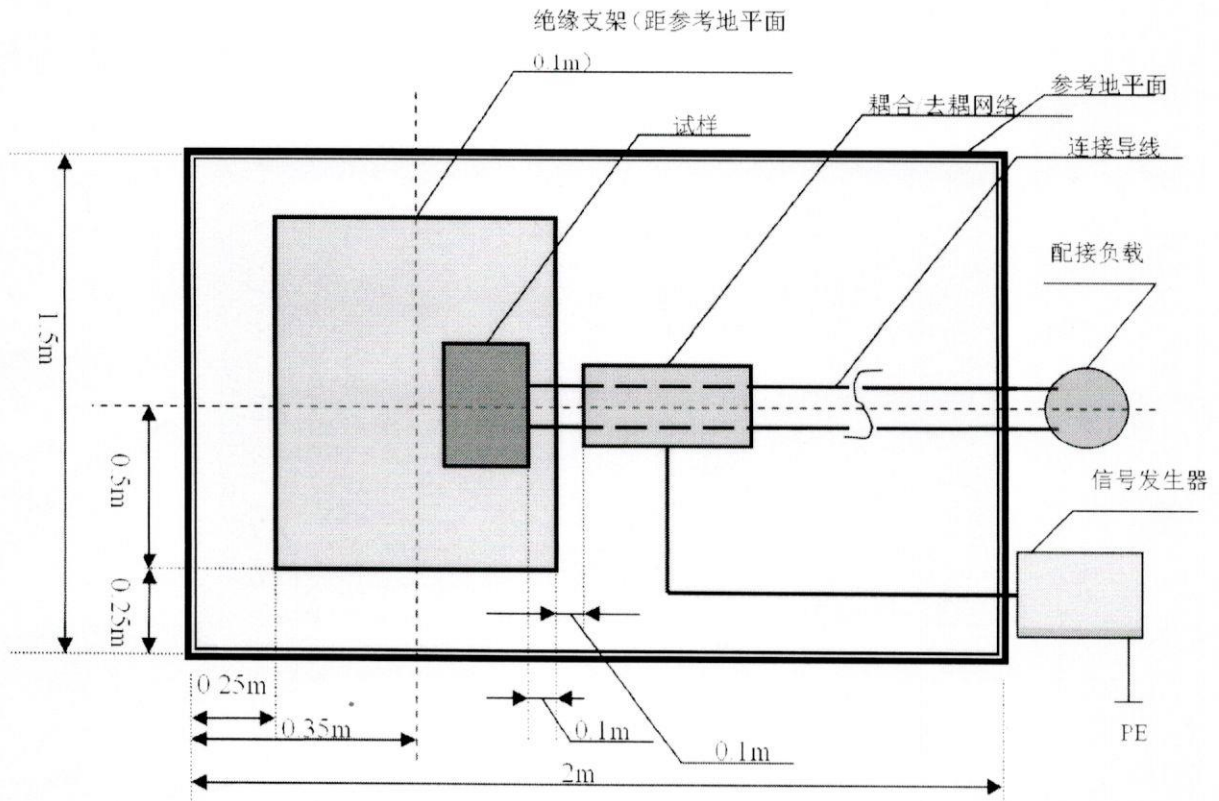 绝缘支架(距参考地平面
0.1m)
参考地平面
耦合/去耦网络
试样
连接导线
配接负载
1.5m
0.5m
信号发生器
0.25m
0.25m
0.35m
0.1m
0.1m
PE
2m